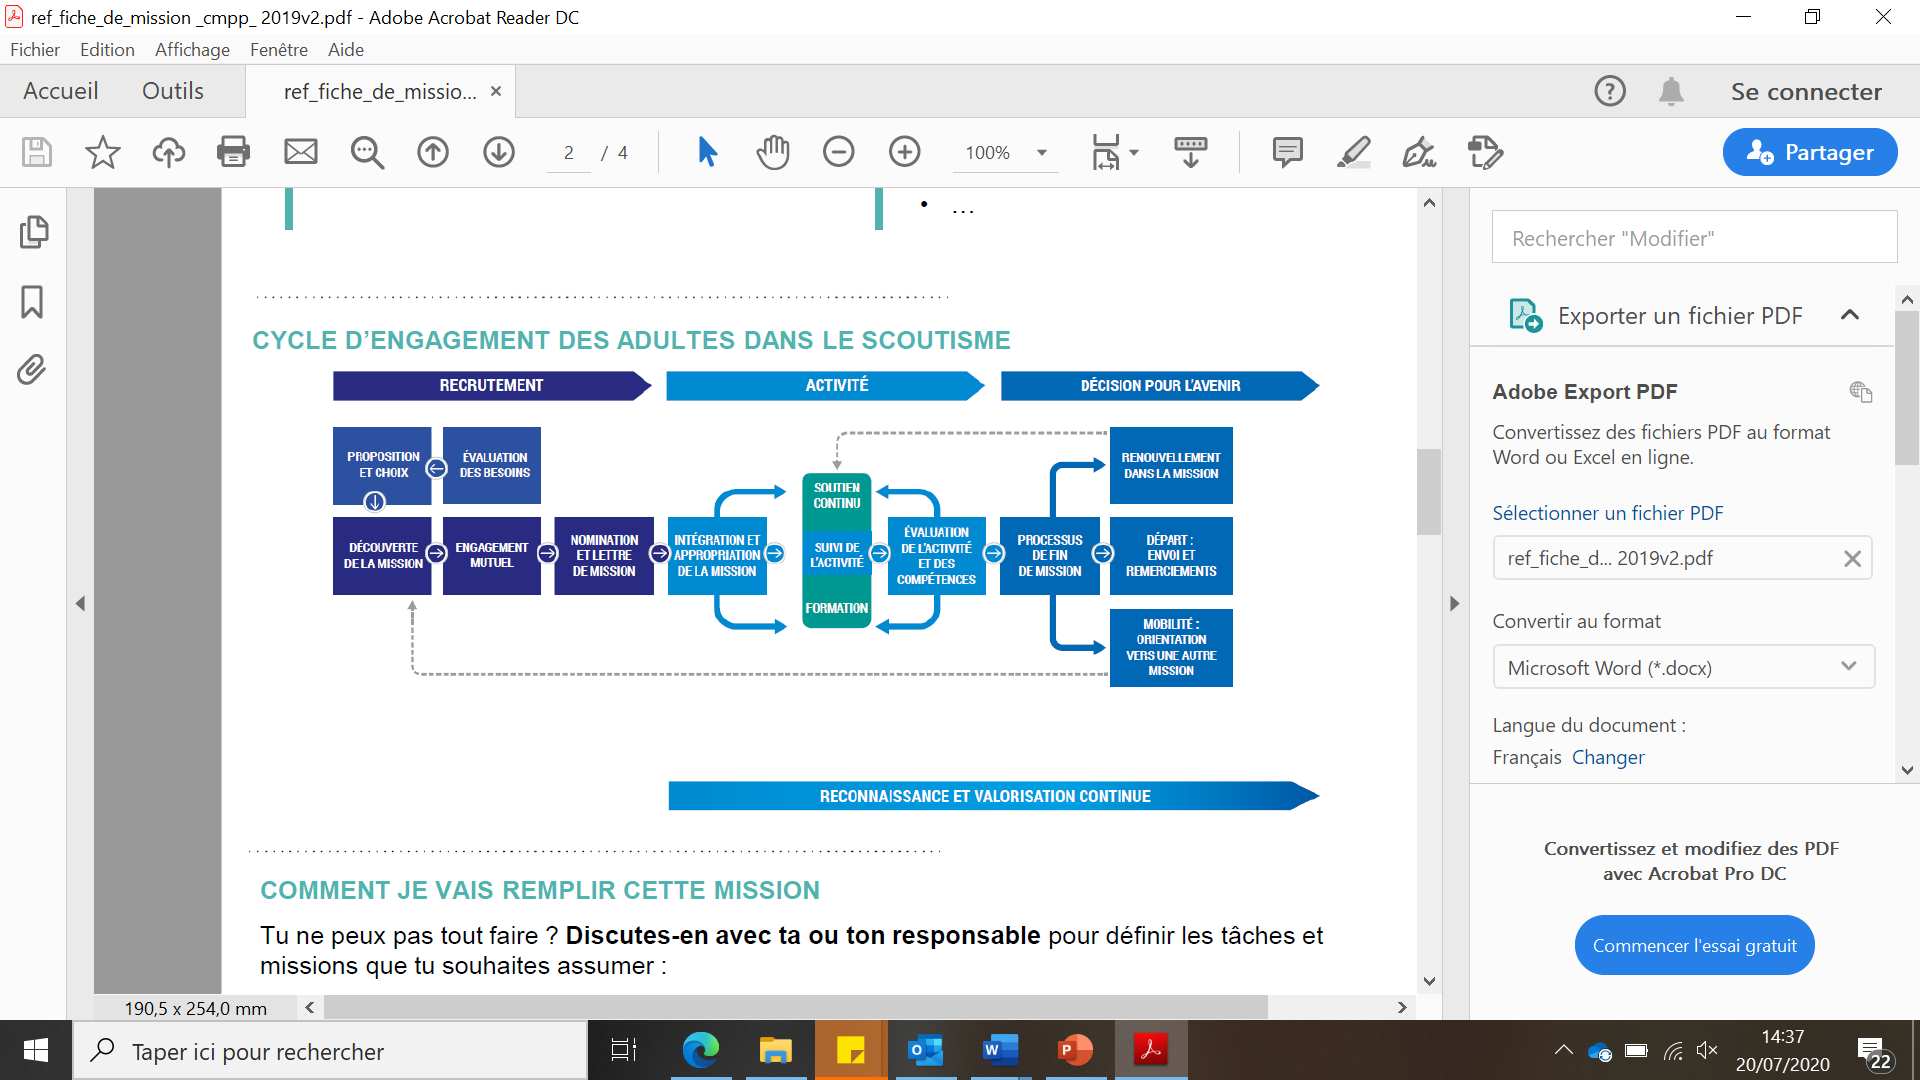 ref_fiche_de_mission _cmpp_ 2019v2.pdf - Adobe Acrobat Reader DC
Fichier Edition Affichage Fenêtre Aide
Accueil Outils ref_fiche_de_missio... × Se connecter
2 / 4 100% Partager
• …
CYCLE D’ENGAGEMENT DES ADULTES DANS LE SCOUTISME
RECRUTEMENT ACTIVITÉ DÉCISION POUR L’AVENIR
PROPOSITION
ET CHOIX
ÉVALUATION
DES BESOINS
DÉCOUVERTE
DE LA MISSION
ENGAGEMENT
MUTUEL
NOMINATION
ET LETTRE
DE MISSION
INTÉGRATION ET
APPROPRIATION
DE LA MISSION
SOUTIEN
CONTINU
SUIVI DE
L’ACTIVITÉ
FORMATION
ÉVALUATION
DE L’ACTIVITÉ
ET DES
COMPÉTENCES
PROCESSUS
DE FIN
DE MISSION
RENOUVELLEMENT
DANS LA MISSION
DÉPART :
ENVOI ET
REMERCIEMENTS
MOBILITÉ :
ORIENTATION
VERS UNE AUTRE
MISSION
RECONNAISSANCE ET VALORISATION CONTINUE
COMMENT JE VAIS REMPLIR CETTE MISSION
Tu ne peux pas tout faire ? Discutes-en avec ta ou ton responsable pour définir les tâches et
missions que tu souhaites assumer :
190,5 x 254,0 mm
Rechercher "Modifier"
Exporter un fichier PDF
Adobe Export PDF
Convertissez des fichiers PDF au format
Word ou Excel en ligne.
Sélectionner un fichier PDF
ref_fiche_d... 2019v2.pdf
Convertir au format
Microsoft Word (*.docx)
Langue du document :
Français Changer
Convertissez et modifiez des PDF
avec Acrobat Pro DC
Commencer l'essai gratuit
Taper ici pour rechercher
14:37
20/07/2020
22